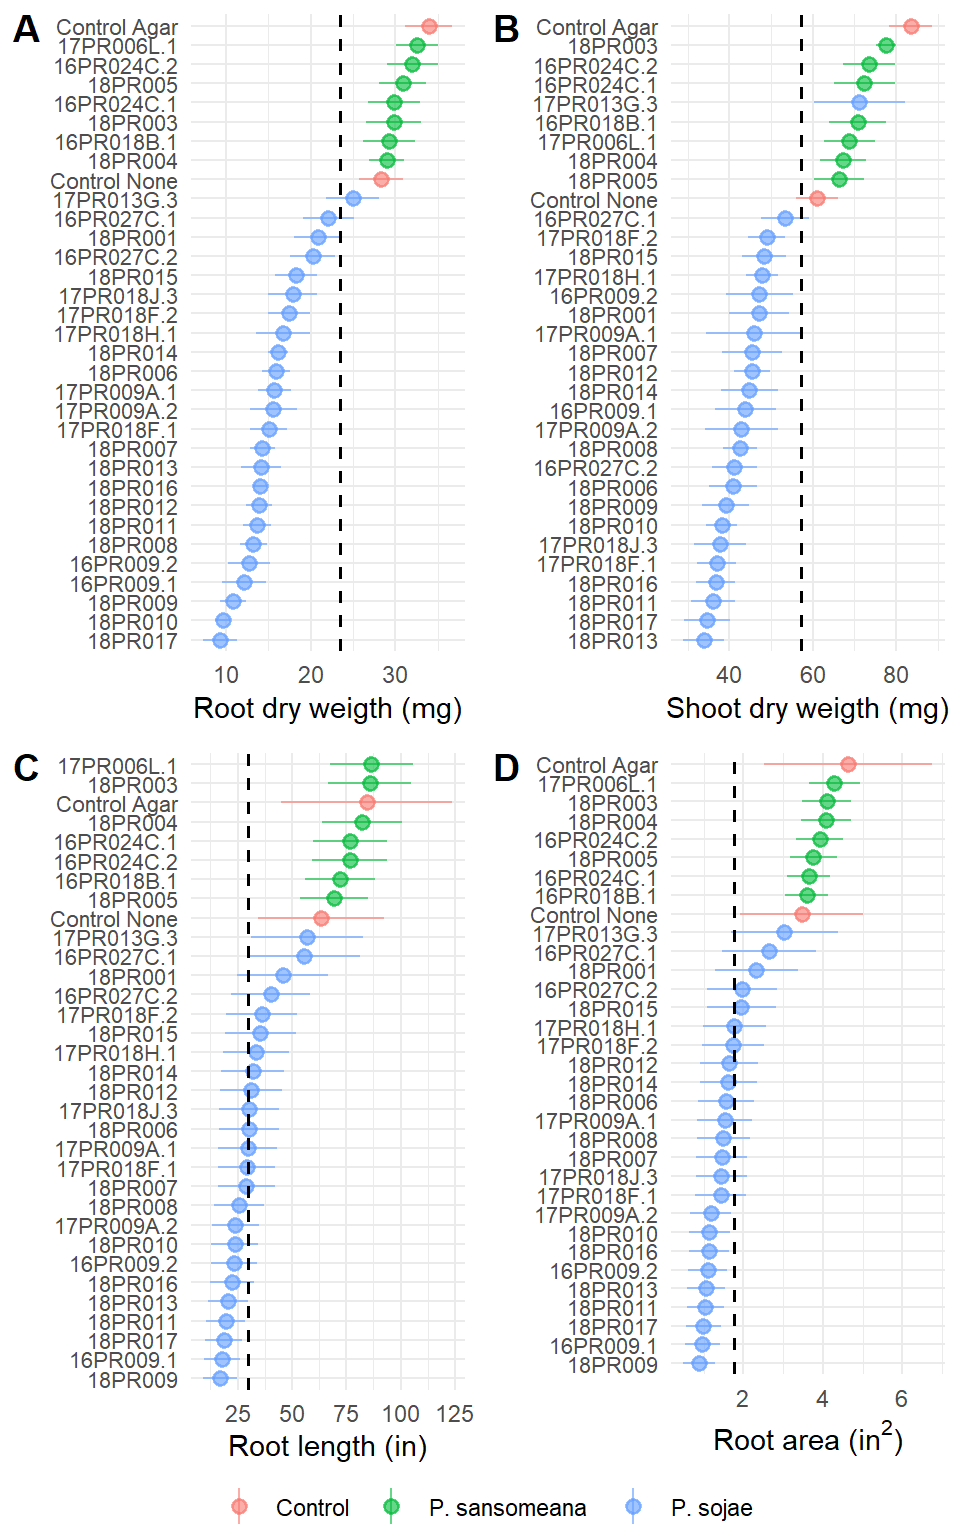 A
Control Agar
17PR006L.1
16PR024C.2
18PR005
16PR024C.1
18PR003
16PR018B.1
18PR004
Control None
17PR013G.3
16PR027C.1
18PR001
16PR027C.2
18PR015
17PR018J.3
17PR018F.2
17PR018H.1
18PR014
18PR006
17PR009A.1
17PR009A.2
17PR018F.1
18PR007
18PR013
18PR016
18PR012
18PR011
18PR008
16PR009.2
16PR009.1
18PR009
18PR010
18PR017
10 20 30
Root dry weigth (mg)
B
Control Agar
18PR003
16PR024C.2
16PR024C.1
17PR013G.3
16PR018B.1
17PR006L.1
18PR004
18PR005
Control None
16PR027C.1
17PR018F.2
18PR015
17PR018H.1
16PR009.2
18PR001
17PR009A.1
18PR007
18PR012
18PR014
16PR009.1
17PR009A.2
18PR008
16PR027C.2
18PR006
18PR009
18PR010
17PR018J.3
17PR018F.1
18PR016
18PR011
18PR017
18PR013
40 60 80
Shoot dry weigth (mg)
C
17PR006L.1
18PR003
Control Agar
18PR004
16PR024C.1
16PR024C.2
16PR018B.1
18PR005
Control None
17PR013G.3
16PR027C.1
18PR001
16PR027C.2
17PR018F.2
18PR015
17PR018H.1
18PR014
18PR012
17PR018J.3
18PR006
17PR009A.1
17PR018F.1
18PR007
18PR008
17PR009A.2
18PR010
16PR009.2
18PR016
18PR013
18PR011
18PR017
16PR009.1
18PR009
25 50 75 100 125
Root length (in)
D
Control Agar
17PR006L.1
18PR003
18PR004
16PR024C.2
18PR005
16PR024C.1
16PR018B.1
Control None
17PR013G.3
16PR027C.1
18PR001
16PR027C.2
18PR015
17PR018H.1
17PR018F.2
18PR012
18PR014
18PR006
17PR009A.1
18PR008
18PR007
17PR018J.3
17PR018F.1
17PR009A.2
18PR010
18PR016
16PR009.2
18PR013
18PR011
18PR017
16PR009.1
18PR009
2 4 6
Root area (in²)
Control P. sansomeana P. sojae